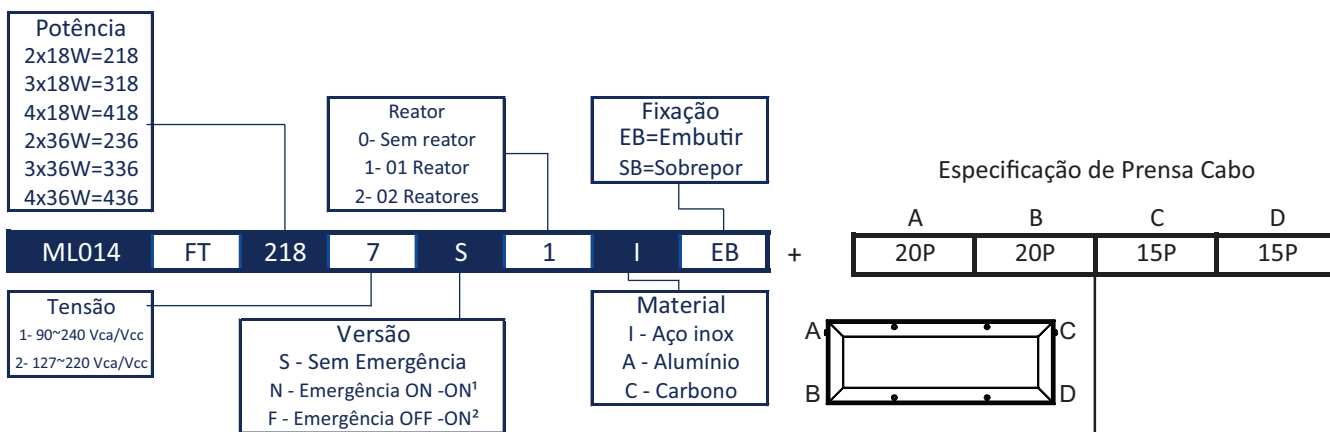 Potência
2x18W=218
3x18W=318
4x18W=418
2x36W=236
3x36W=336
4x36W=436
Reator
0- Sem reator
1- 01 Reator
2- 02 Reatores
Fixação
EB=Embutir
SB=Sobrepor
Especificação de Prensa Cabo
A B C D
ML014 FT 218 7 S 1 I EB + 20P 20P 15P 15P
Tensão
1- 90~240 Vca/Vcc
2- 127~220 Vca/Vcc
Versão
S - Sem Emergência
N - Emergência ON -ON¹
F - Emergência OFF -ON²
Material
I - Aço inox
A - Alumínio
C - Carbono
A C
B D